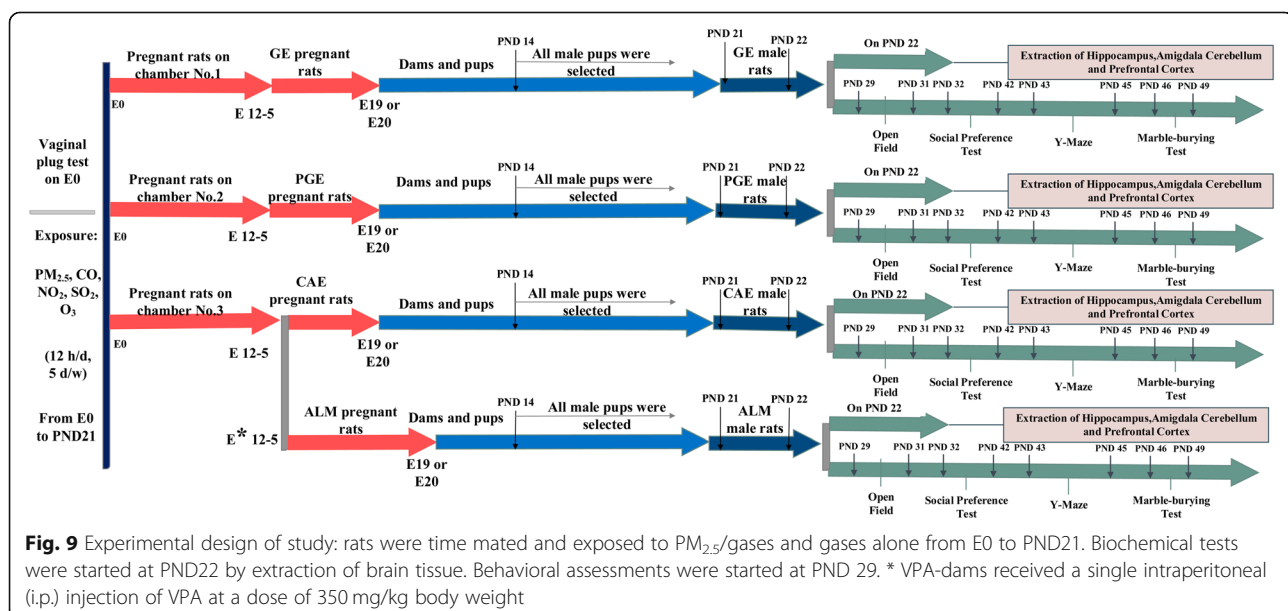 Vaginal
plug test
on E0
Exposure:
PM2.5, CO,
NO2, SO2,
O3
(12 h/d,
5 d/w)
From E0
to PND21
Pregnant rats on
chamber No.1
E0
E 12-5
GE pregnant
rats
E19 or
E20
Dams and pups
PND 14
All male pups were
selected
PND 21
PND 22
GE male
rats
On PND 22
Extraction of Hippocampus,Amigdala Cerebellum
and Prefrontal Cortex
PND 29
PND 31
PND 32
PND 42
PND 43
PND 45
PND 46
PND 49
Open
Field
Social Preference
Test
Y-Maze
Marble-burying
Test
Pregnant rats on
chamber No.2
E0
E 12-5
PGE
pregnant rats
E19 or
E20
Dams and pups
PND 14
All male pups were
selected
PND 21
PND 22
PGE male
rats
On PND 22
Extraction of Hippocampus,Amigdala Cerebellum
and Prefrontal Cortex
PND 29
PND 31
PND 32
PND 42
PND 43
PND 45
PND 46
PND 49
Open
Field
Social Preference
Test
Y-Maze
Marble-burying
Test
Pregnant rats on
chamber No.3
E0
E 12-5
CAE
pregnant rats
E19 or
E20
Dams and pups
PND 14
All male pups were
selected
PND 21
PND 22
CAE male
rats
On PND 22
Extraction of Hippocampus,Amigdala Cerebellum
and Prefrontal Cortex
PND 29
PND 31
PND 32
PND 42
PND 43
PND 45
PND 46
PND 49
Open
Field
Social Preference
Test
Y-Maze
Marble-burying
Test
E* 12-5
ALM pregnant
rats
E19 or
E20
Dams and pups
PND 14
All male pups were
selected
PND 21
PND 22
ALM
male rats
On PND 22
Extraction of Hippocampus,Amigdala Cerebellum
and Prefrontal Cortex
PND 29
PND 31
PND 32
PND 42
PND 43
PND 45
PND 46
PND 49
Open
Field
Social Preference
Test
Y-Maze
Marble-burying
Test
Fig. 9 Experimental design of study: rats were time mated and exposed to PM2.5/gases and gases alone from E0 to PND21. Biochemical tests
were started at PND22 by extraction of brain tissue. Behavioral assessments were started at PND 29. * VPA-dams received a single intraperitoneal
(i.p.) injection of VPA at a dose of 350 mg/kg body weight